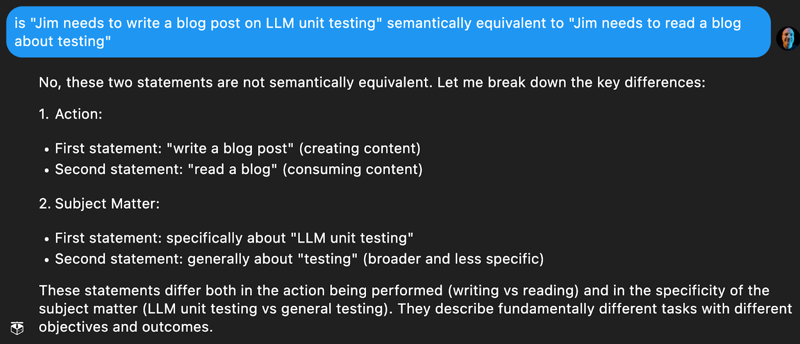 is "Jim needs to write a blog post on LLM unit testing" semantically equivalent to "Jim needs to read a blog
about testing"
No, these two statements are not semantically equivalent. Let me break down the key differences:
1. Action:
• First statement: "write a blog post" (creating content)
• Second statement: "read a blog" (consuming content)
2. Subject Matter:
• First statement: specifically about "LLM unit testing"
• Second statement: generally about "testing" (broader and less specific)
These statements differ both in the action being performed (writing vs reading) and in the specificity of the
subject matter (LLM unit testing vs general testing). They describe fundamentally different tasks with different
objectives and outcomes.